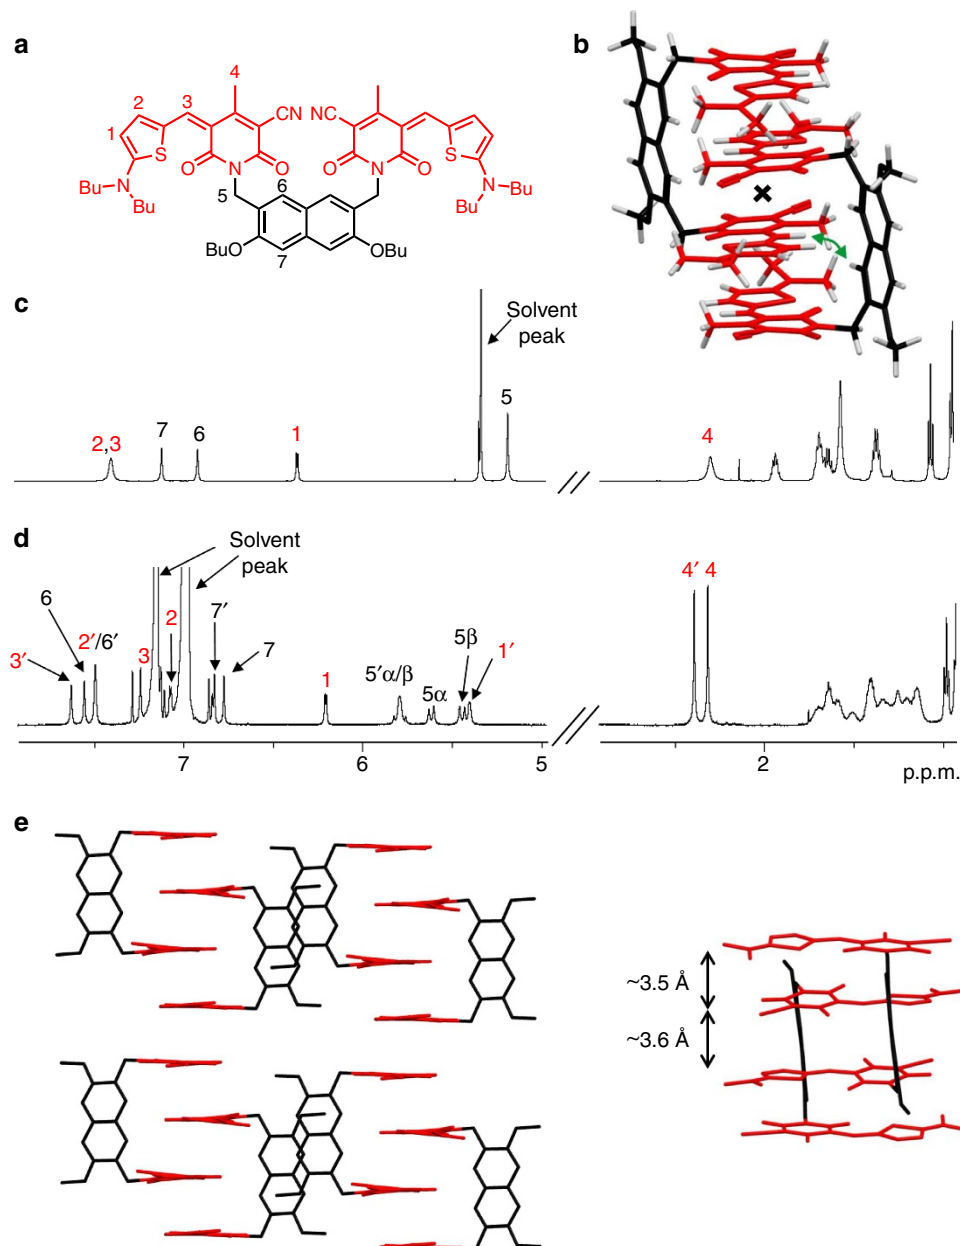 a
b
4
2
3
CN
NC
1
S
S
O
O
O
O
N
N
N
N
Bu
Bu
Bu
Bu
5
6
BuO
OBu
7
c
Solvent
peak
2,3
7
6
1
5
4
d
Solvent
peak
6
2
7′
4′ 4
3′
2′/6′
3
7
1
5′α/β
5α
5β
1′
7
6
5
2
p.p.m.
e
~3.5 Å
~3.6 Å